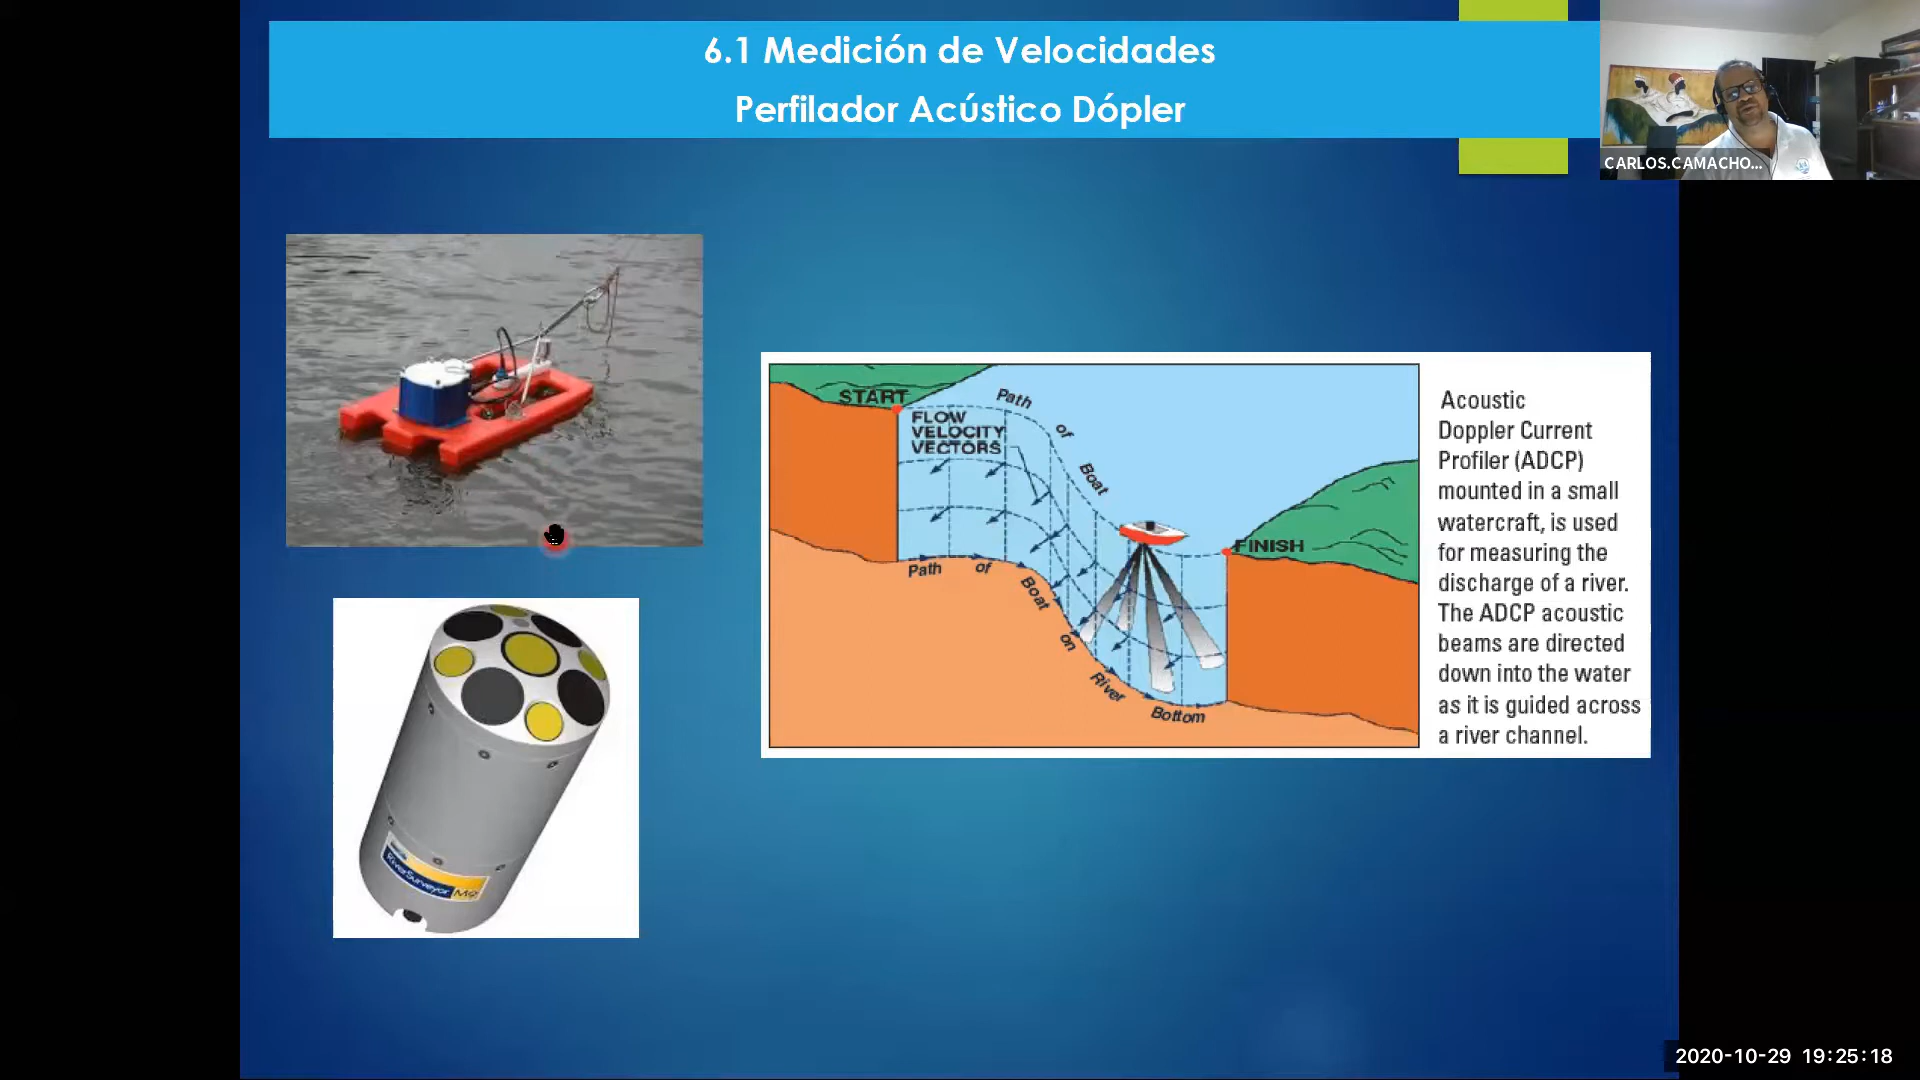 6.1 Medición de Velocidades
Perfilador Acústico Dópler
CARLOS.CAMACHO...
START
FLOW
VELOCITY
VECTORS
Path of Boat
FINISH
Path of Boat on River Bottom
Acoustic
Doppler Current
Profiler (ADCP)
mounted in a small
watercraft, is used
for measuring the
discharge of a river.
The ADCP acoustic
beams are directed
down into the water
as it is guided across
a river channel.
RiverSurveyor M9
2020-10-29 19:25:18